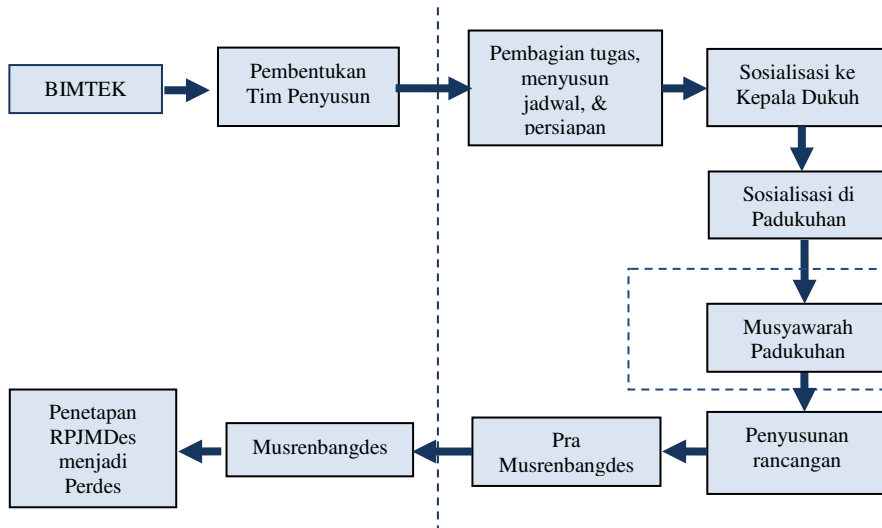 BIMTEK
Pembentukan
Tim Penyusun
Pembagian tugas,
menyusun
jadwal, &
persiapan
Sosialisasi ke
Kepala Dukuh
Sosialisasi di
Padukuhan
Musyawarah
Padukuhan
Penyusunan
rancangan
Pra
Musrenbangdes
Musrenbangdes
Penetapan
RPJMDes
menjadi
Perdes